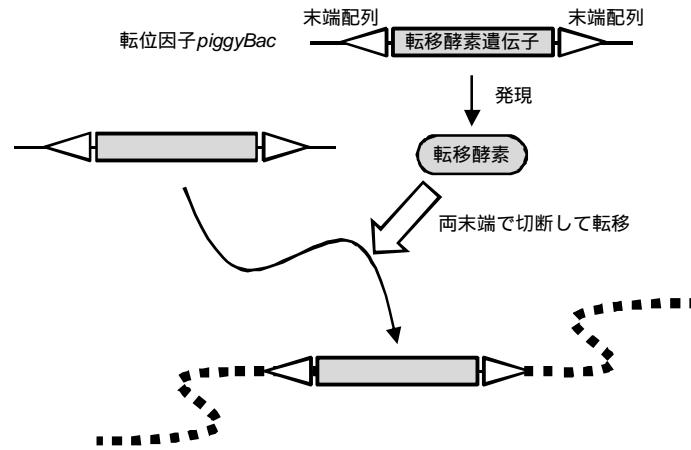 末端配列
末端配列
転位因子piggyBac
転移酵素遺伝子
発現
転移酵素
両末端で切断して転移